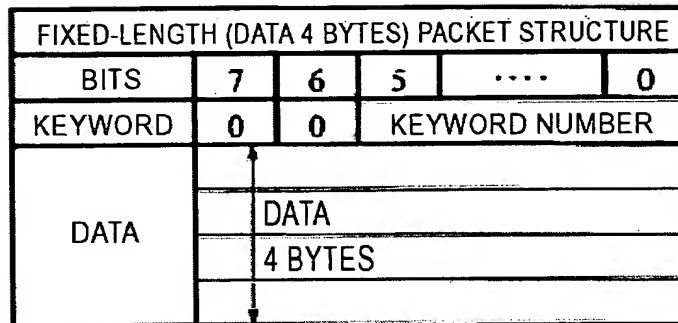 FIXED-LENGTH (DATA 4 BYTES) PACKET STRUCTURE
BITS 7 6 5 ···· 0
KEYWORD 0 0 KEYWORD NUMBER
DATA DATA
4 BYTES